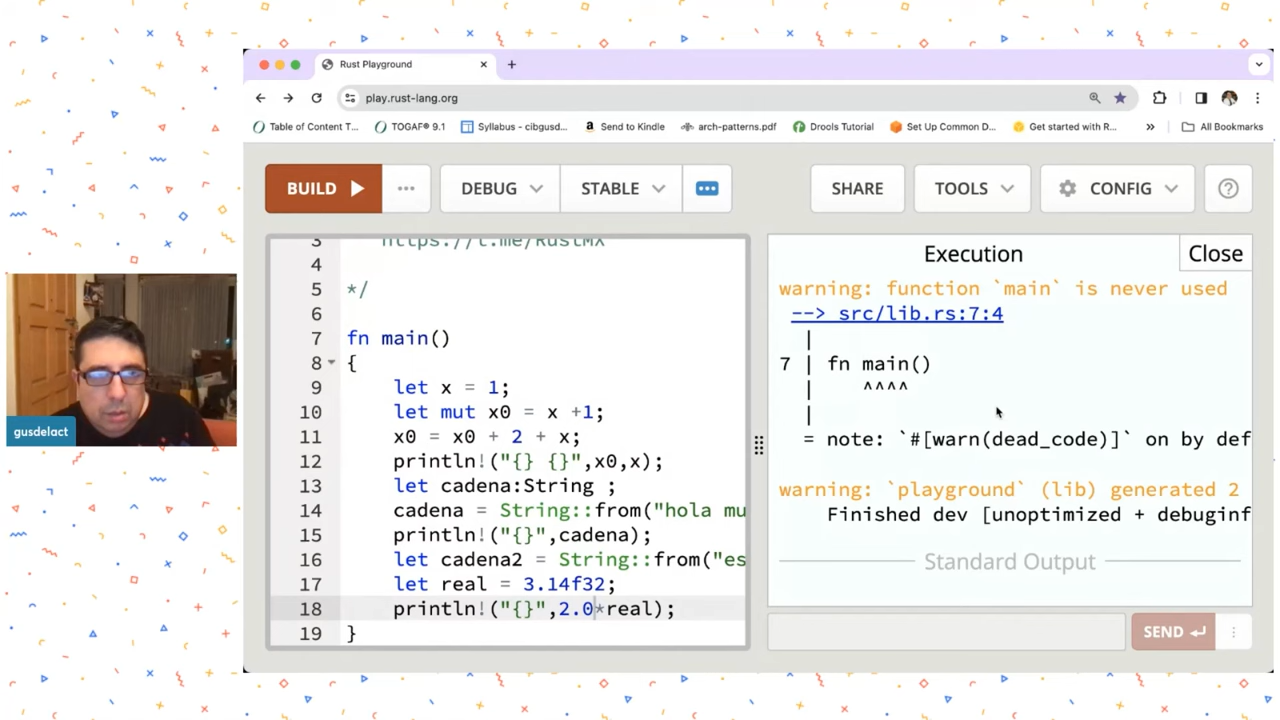 Rust Playground
play.rust-lang.org
Table of Content T... TOGAF® 9.1 Syllabus - cibgusd... Send to Kindle arch-patterns.pdf Drools Tutorial Set Up Common D... Get started with R... » All Bookmarks
BUILD ... DEBUG STABLE ... SHARE TOOLS CONFIG ?
3 https://t.me/RustMX
4
5 */
6
7 fn main()
8 {
9 let x = 1;
10 let mut x0 = x +1;
11 x0 = x0 + 2 + x;
12 println!("{} {}",x0,x);
13 let cadena:String ;
14 cadena = String::from("hola mu
15 println!("{}",cadena);
16 let cadena2 = String::from("es
17 let real = 3.14f32;
18 println!("{}",2.0*real);
19 }
Execution
Close
warning: function `main` is never used
--> src/lib.rs:7:4
|
7 | fn main()
| ^^^^
|
= note: `#[warn(dead_code)]` on by def
warning: `playground` (lib) generated 2
Finished dev [unoptimized + debuginf
Standard Output
SEND
gusdelact